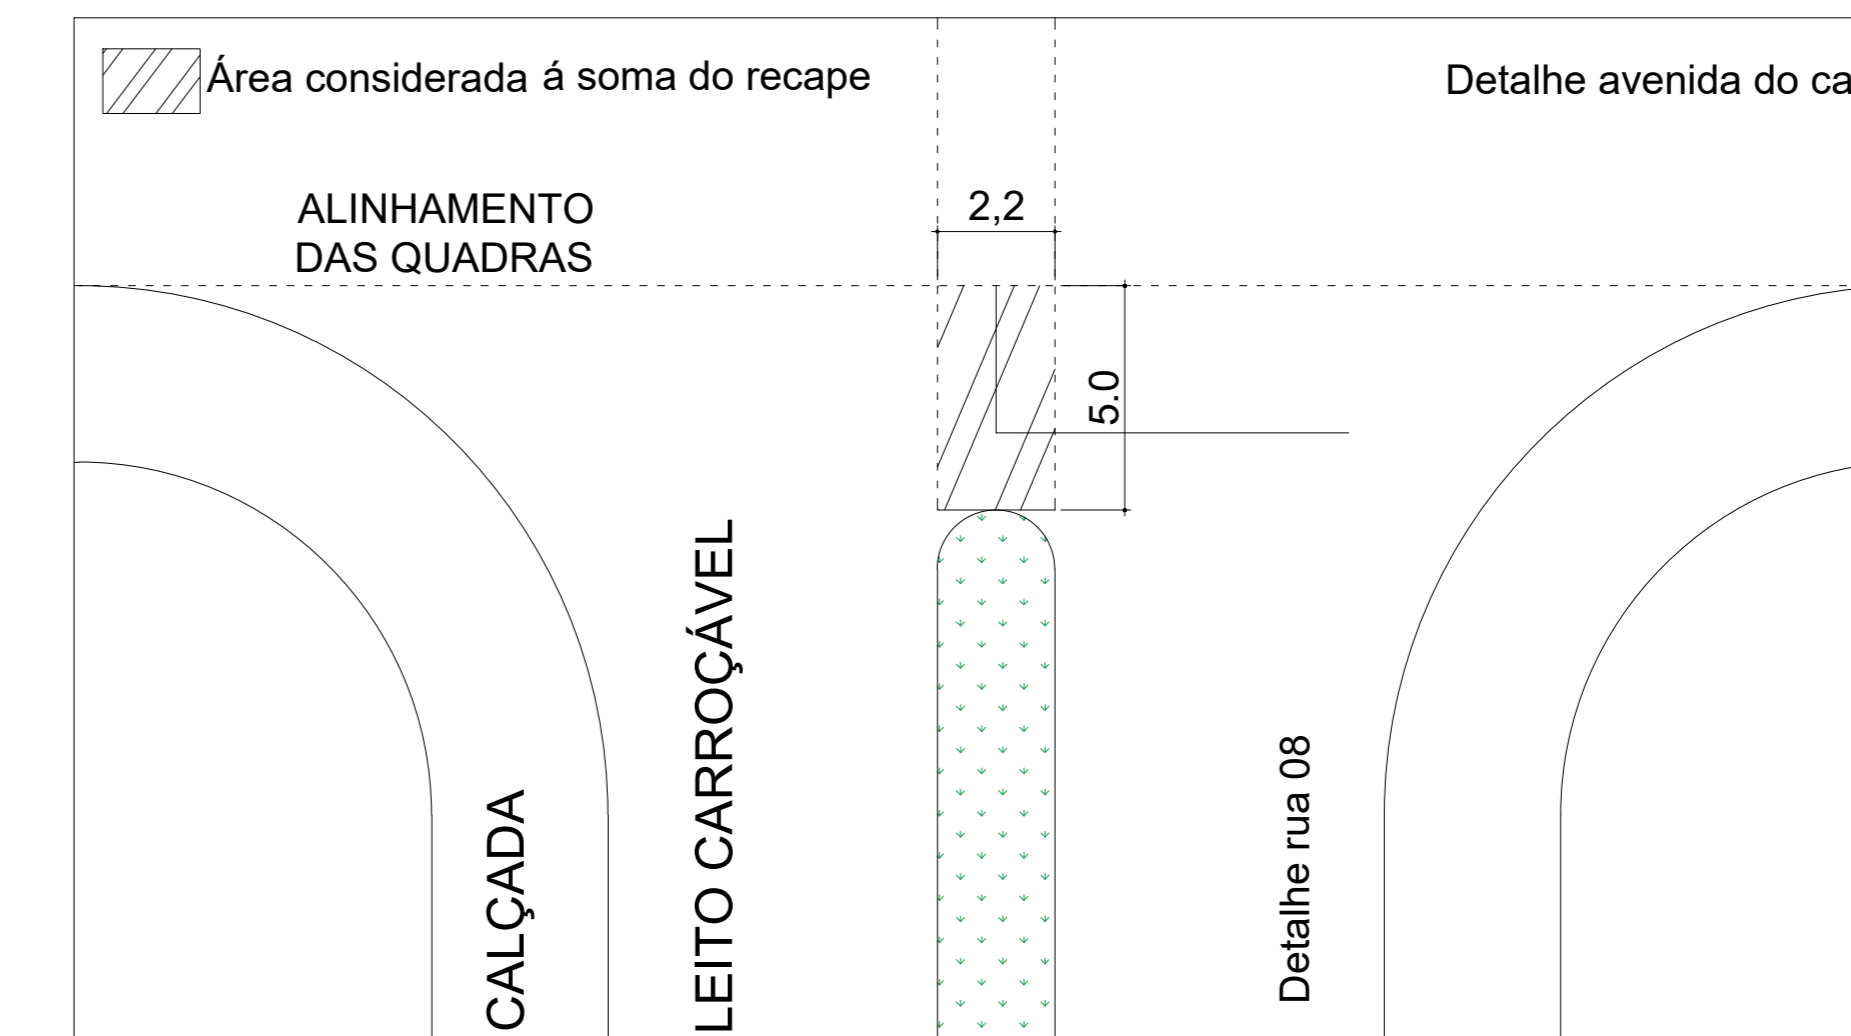 Área considerada á soma do recape
Detalhe avenida do ca
ALINHAMENTO
DAS QUADRAS
2,2
5.0
LEITO CARROÇÁVEL
CALÇADA
Detalhe rua 08